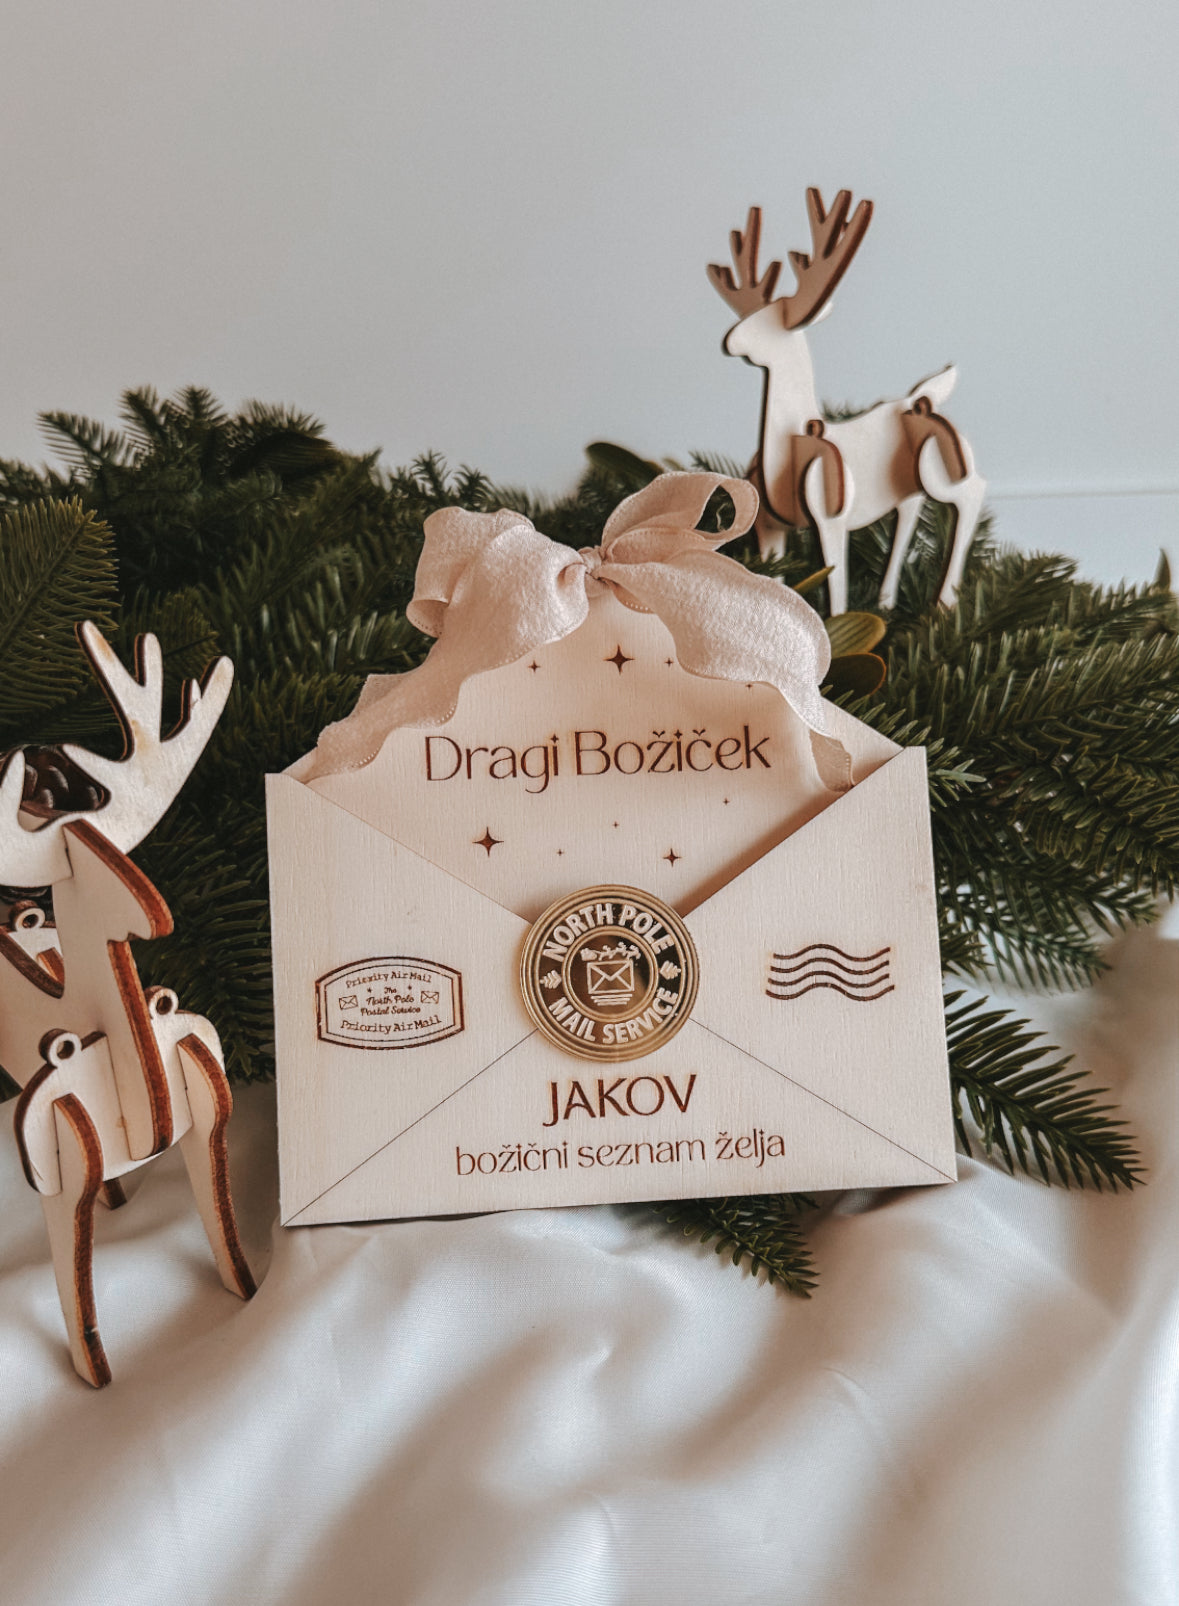 Dragi Božiček
NORTH POLE
MAIL SERVICE
Priority Air Mail
The
North Pole
Postal Service
Priority Air Mail
JAKOV
božični seznam želja